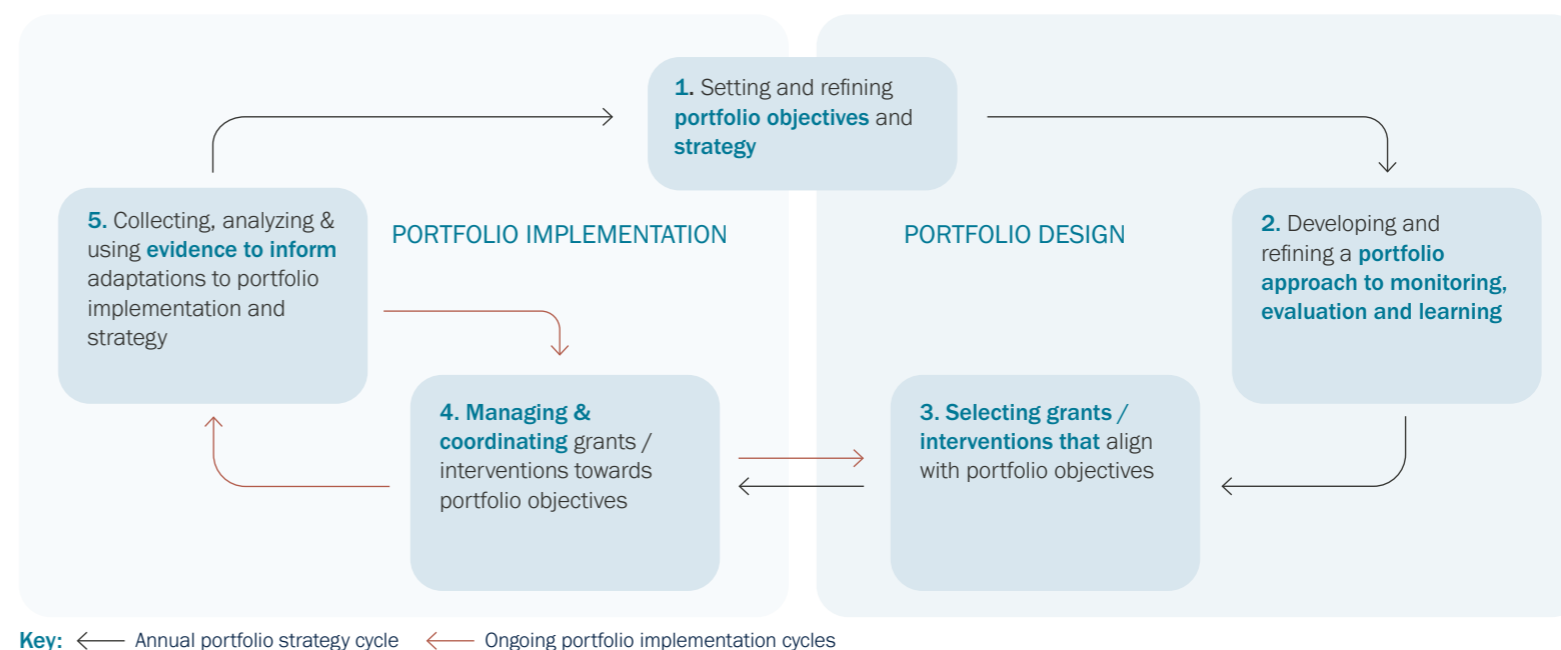 1. Setting and refining
portfolio objectives and
strategy
PORTFOLIO IMPLEMENTATION
PORTFOLIO DESIGN
2. Developing and
refining a portfolio
approach to monitoring,
evaluation and learning
3. Selecting grants /
interventions that align
with portfolio objectives
4. Managing &
coordinating grants /
interventions towards
portfolio objectives
5. Collecting, analyzing &
using evidence to inform
adaptations to portfolio
implementation and
strategy
Key: Annual portfolio strategy cycle Ongoing portfolio implementation cycles